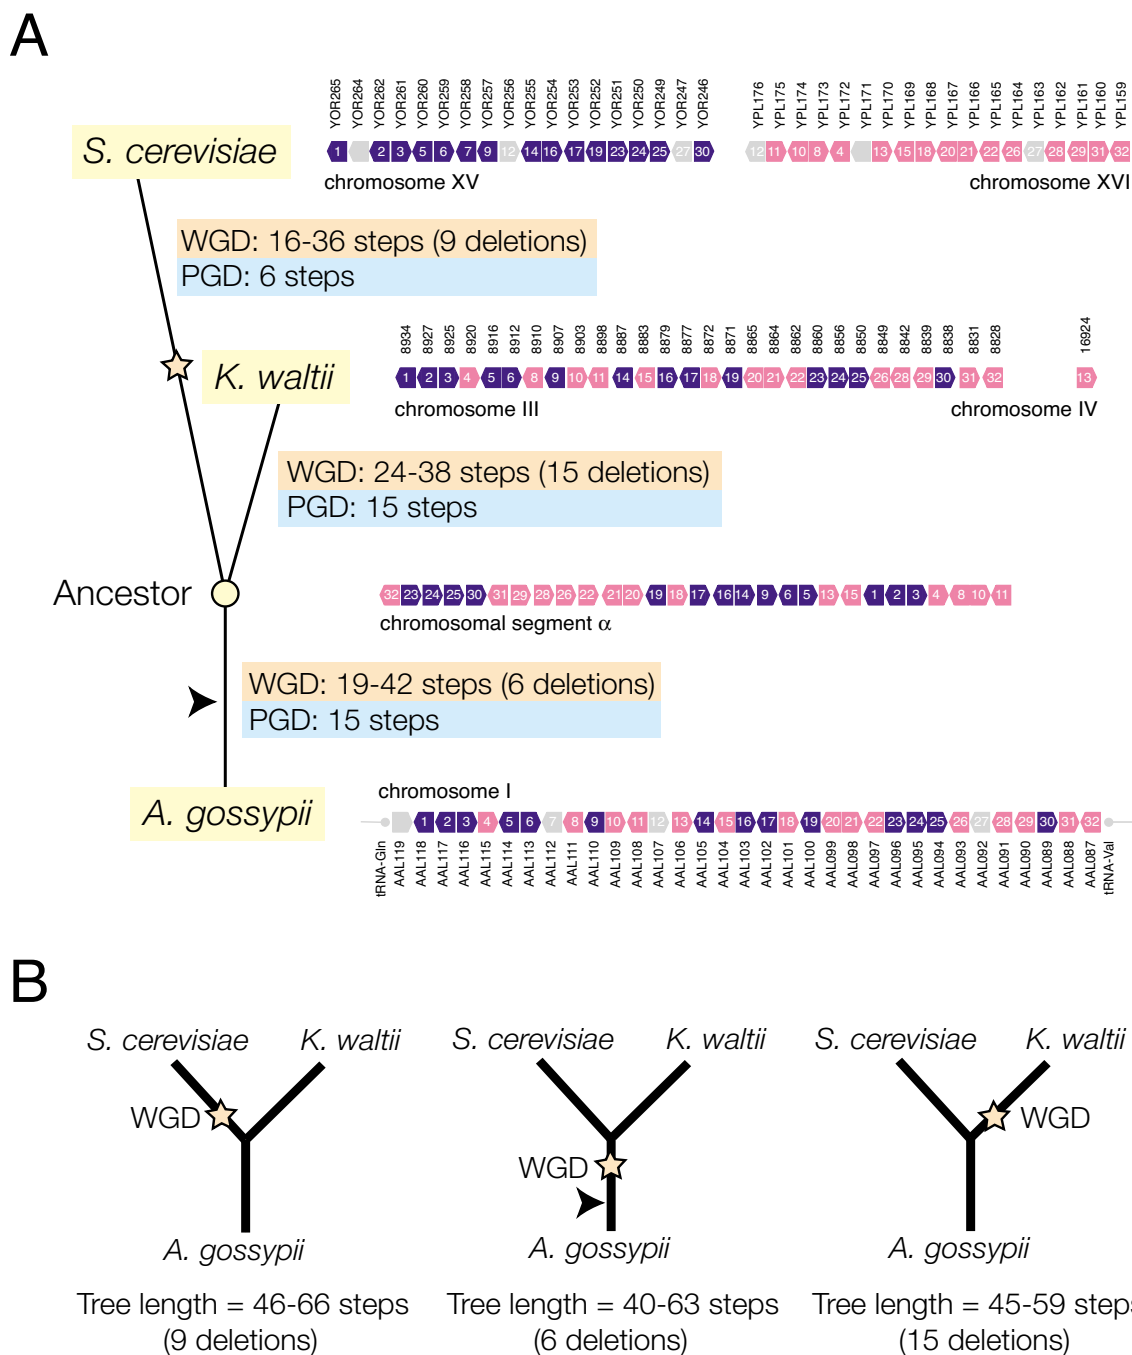 A
YOR265 YOR264 YOR262 YOR261 YOR260 YOR259 YOR258 YOR257 YOR256 YOR255 YOR254 YOR253 YOR252 YOR251 YOR250 YOR249 YOR247 YOR246
YPL176 YPL175 YPL174 YPL173 YPL172 YPL171 YPL170 YPL169 YPL168 YPL167 YPL166 YPL165 YPL164 YPL163 YPL162 YPL161 YPL160 YPL159
S. cerevisiae
1 2 3 5 6 7 9 12 14 16 17 19 23 24 25 27 30
12 11 10 8 4 13 15 18 20 21 22 26 27 28 29 31 32
chromosome XV
chromosome XVI
WGD: 16-36 steps (9 deletions)
PGD: 6 steps
8934 8927 8925 8920 8916 8912 8910 8907 8903 8898 8887 8883 8879 8877 8872 8871 8865 8864 8862 8860 8856 8850 8849 8842 8839 8838 8831 8828
16924
K. waltii
1 2 3 4 5 6 8 9 10 11 14 15 16 17 18 19 20 21 22 23 24 25 26 28 29 30 31 32
13
chromosome III
chromosome IV
WGD: 24-38 steps (15 deletions)
PGD: 15 steps
Ancestor
32 23 24 25 30 31 29 28 26 22 21 20 19 18 17 16 14 9 6 5 13 15 1 2 3 4 8 10 11
chromosomal segment α
WGD: 19-42 steps (6 deletions)
PGD: 15 steps
chromosome I
A. gossypii
1 2 3 4 5 6 7 8 9 10 11 12 13 14 15 16 17 18 19 20 21 22 23 24 25 26 27 28 29 30 31 32
tRNA-Gln AAL119 AAL118 AAL117 AAL116 AAL115 AAL114 AAL113 AAL112 AAL111 AAL110 AAL109 AAL108 AAL107 AAL106 AAL105 AAL104 AAL103 AAL102 AAL101 AAL100 AAL099 AAL098 AAL097 AAL096 AAL095 AAL094 AAL093 AAL092 AAL091 AAL090 AAL089 AAL088 AAL087 tRNA-Val
B
S. cerevisiae K. waltii
WGD
A. gossypii
Tree length = 46-66 steps
(9 deletions)
S. cerevisiae K. waltii
WGD
A. gossypii
Tree length = 40-63 steps
(6 deletions)
S. cerevisiae K. waltii
WGD
A. gossypii
Tree length = 45-59 steps
(15 deletions)